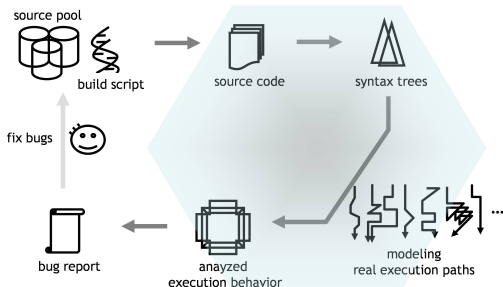 source pool
build script
source code
syntax trees
fix bugs
modeling
real execution paths
...
anayzed
execution behavior
bug report